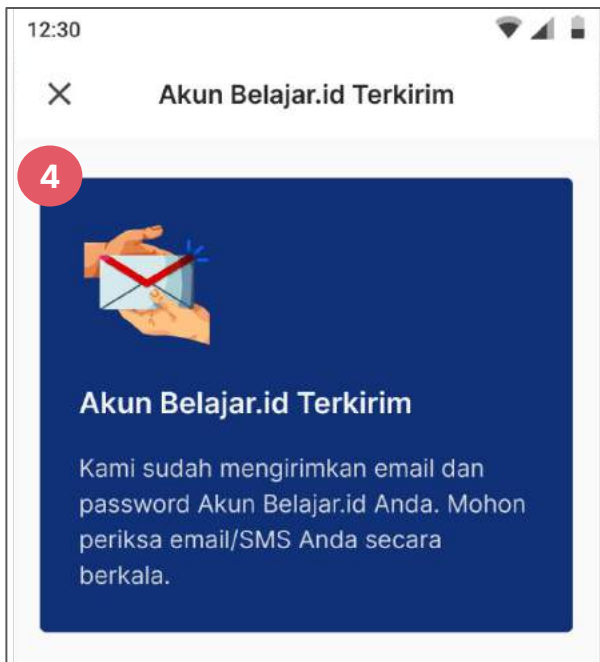 12:30
Akun Belajar.id Terkirim
4
Akun Belajar.id Terkirim
Kami sudah mengirimkan email dan
password Akun Belajar.id Anda. Mohon
periksa email/SMS Anda secara
berkala.